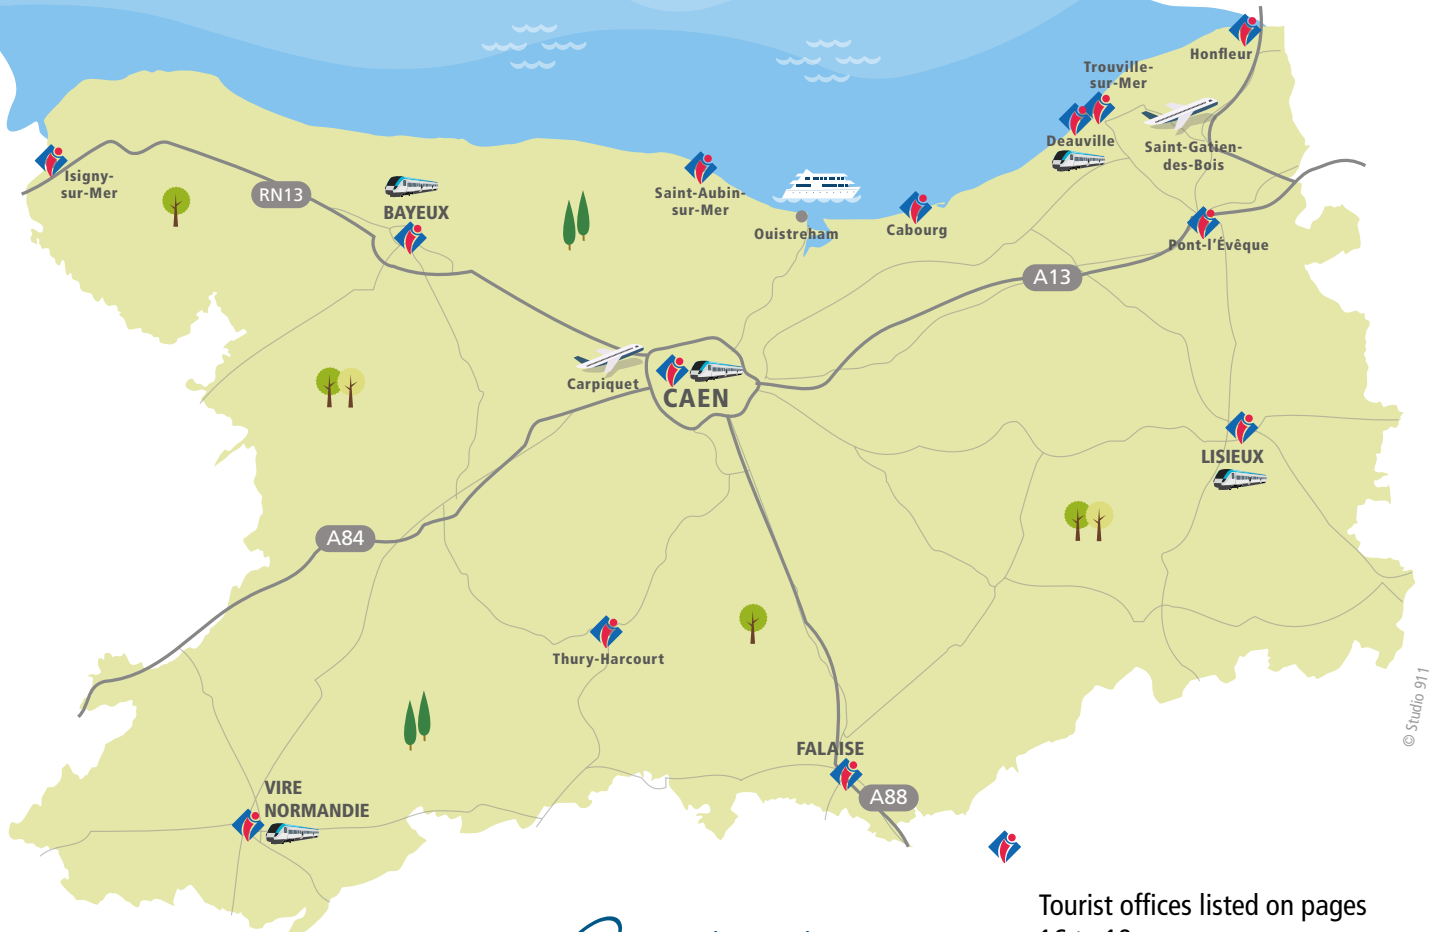 Honfleur
Trouville-
sur-Mer
Deauville
Saint-Gatien-
des-Bois
Isigny-
sur-Mer
RN13
BAYEUX
Saint-Aubin-
sur-Mer
Ouistreham
Cabourg
Pont-l'Évêque
A13
Carpiquet
CAEN
LISIEUX
A84
Thury-Harcourt
© Studio 911
FALAISE
A88
VIRE
NORMANDIE
Tourist offices listed on pages